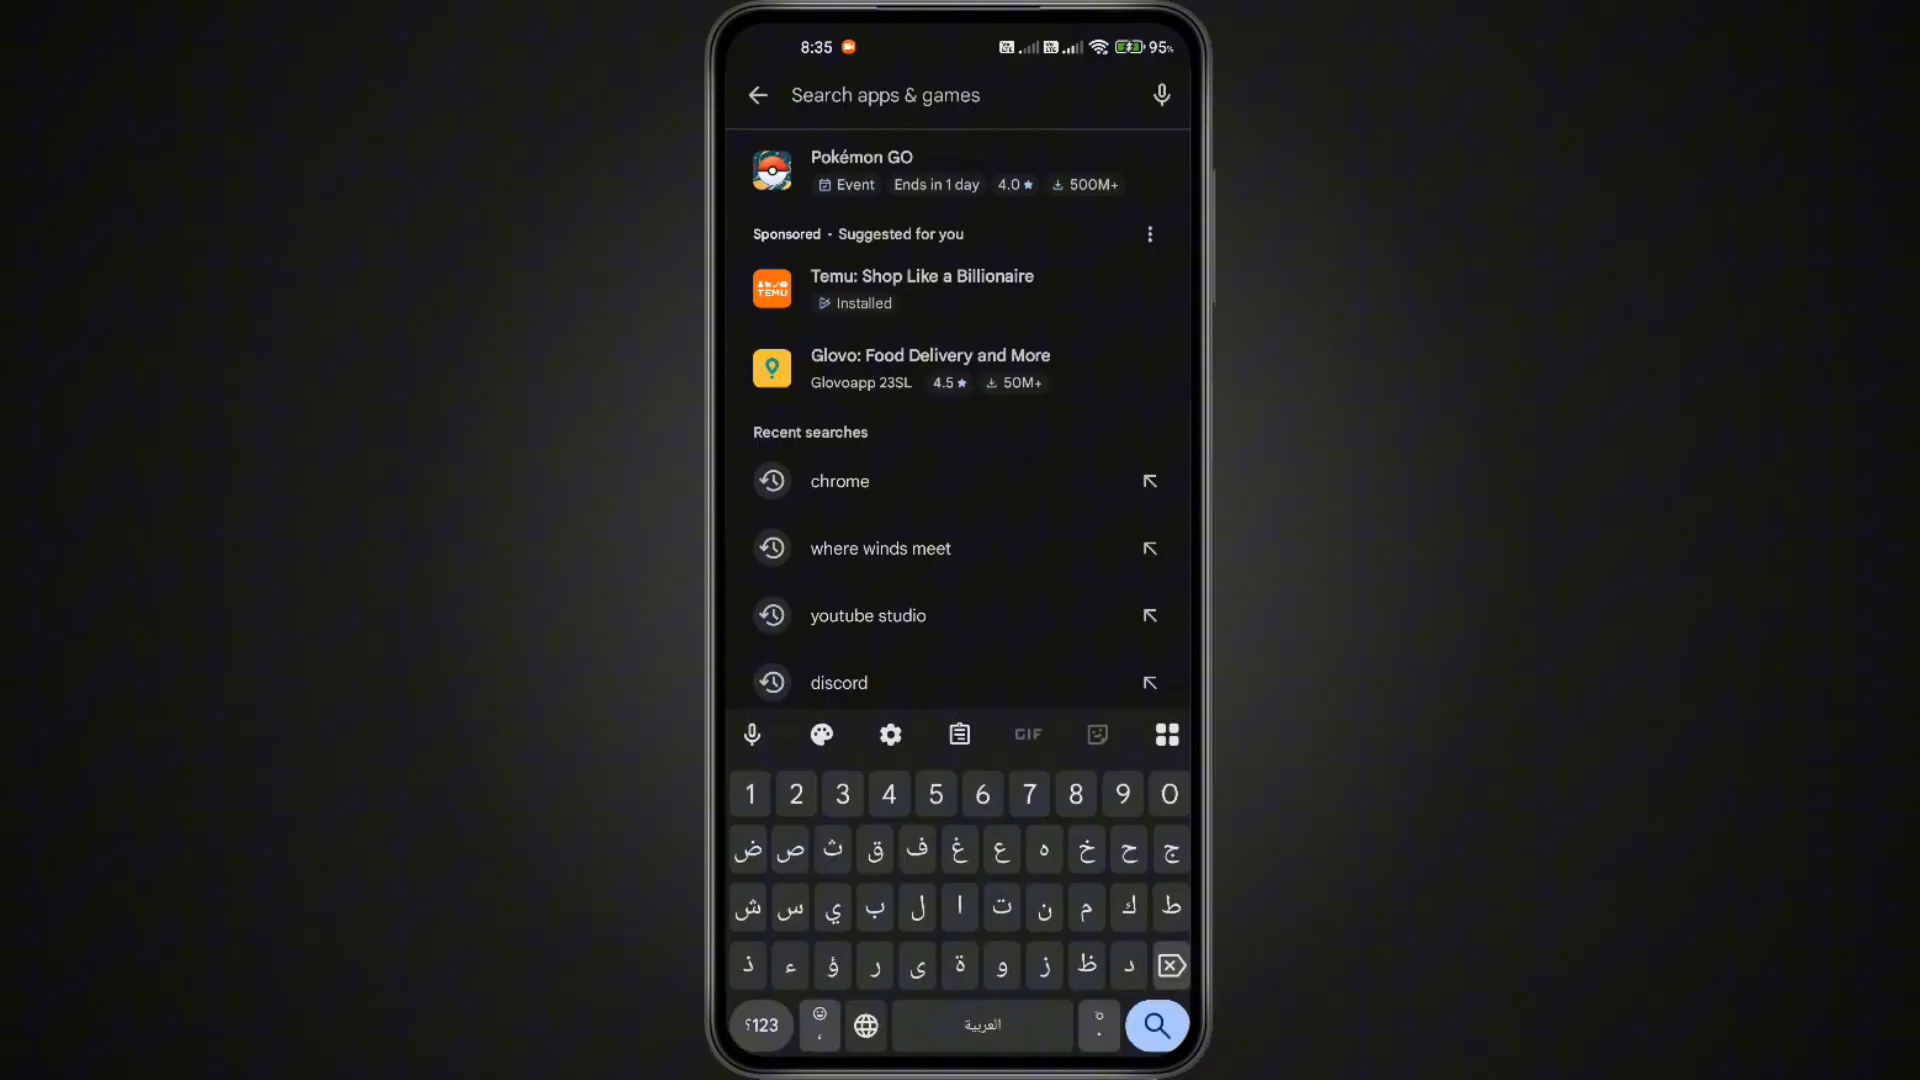 8:35 95%
Search apps & games
Pokémon GO
Event Ends in 1 day 4.0 500M+
Sponsored · Suggested for you
TEMU
Temu: Shop Like a Billionaire
Installed
Glovo: Food Delivery and More
Glovoapp 23SL 4.5 50M+
Recent searches
chrome
where winds meet
youtube studio
discord
GIF
1 2 3 4 5 6 7 8 9 0
ض ص ث ق ف غ ع ه خ ح ج
ش س ي ب ل ا ت ن م ك ط
ذ ء ؤ ر ى ة و ز ظ د
؟123 ، العربية .